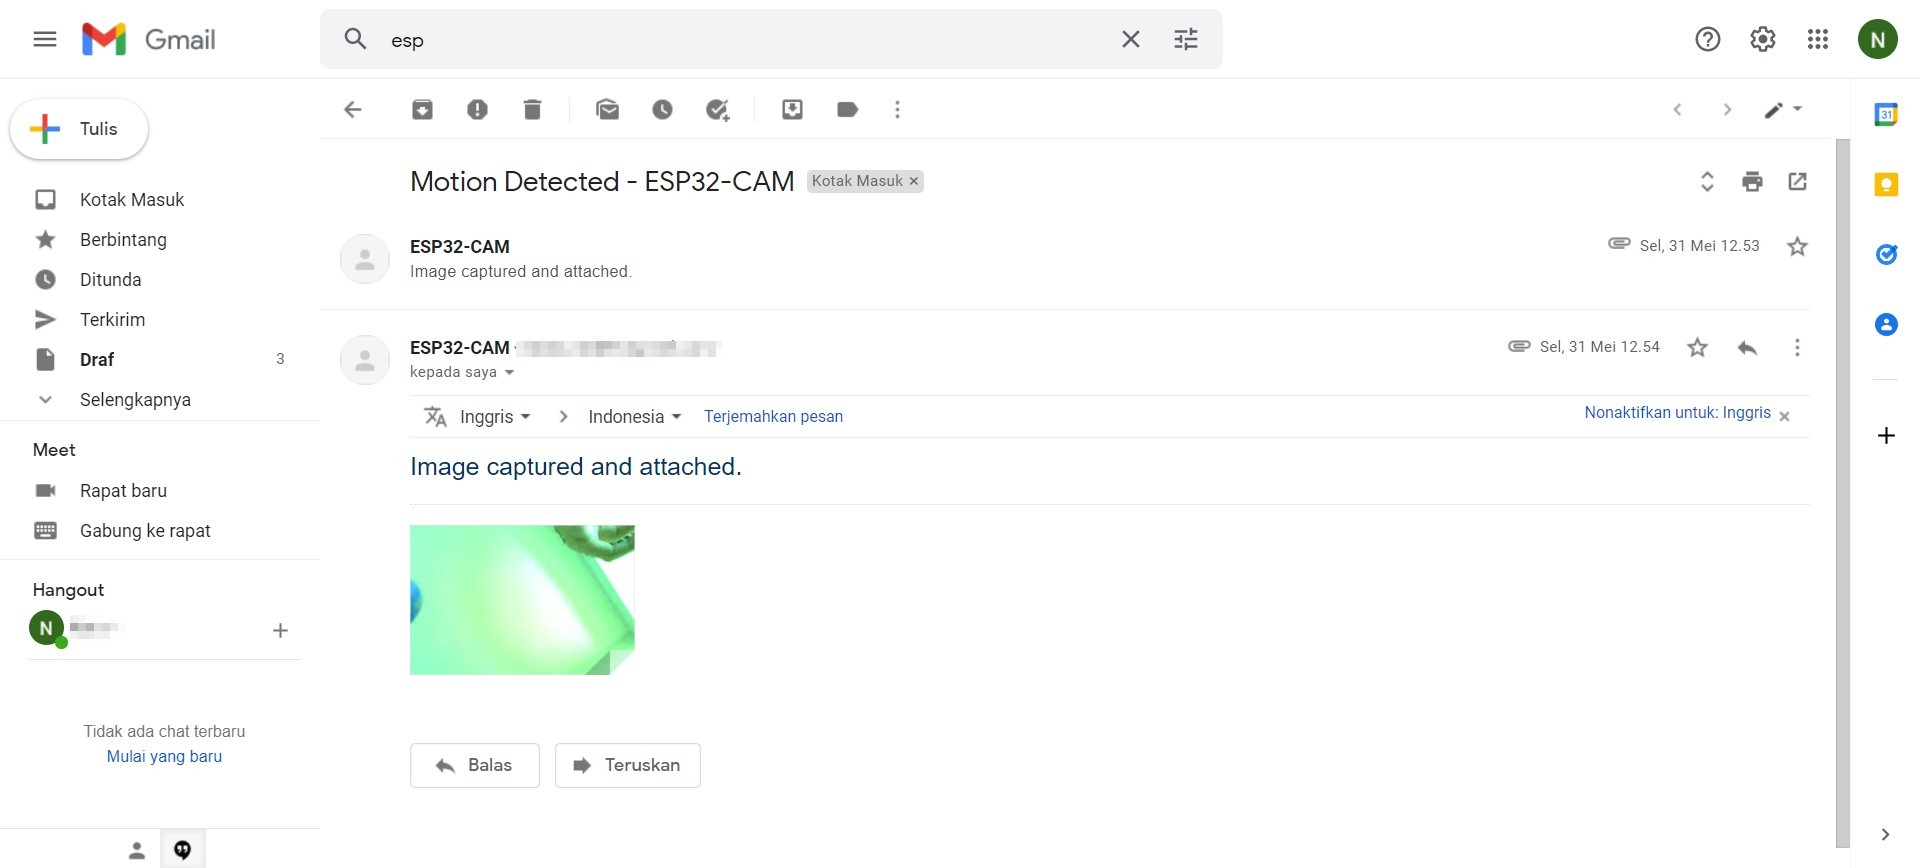 Gmail
esp
N
Tulis
Kotak Masuk
Berbintang
Ditunda
Terkirim
Draf 3
Selengkapnya
Meet
Rapat baru
Gabung ke rapat
Hangout
N
Tidak ada chat terbaru
Mulai yang baru
Motion Detected - ESP32-CAM Kotak Masuk ×
ESP32-CAM Sel, 31 Mei 12.53
Image captured and attached.
ESP32-CAM Sel, 31 Mei 12.54
kepada saya
Inggris > Indonesia Terjemahkan pesan Nonaktifkan untuk: Inggris ×
Image captured and attached.
Balas Teruskan
31